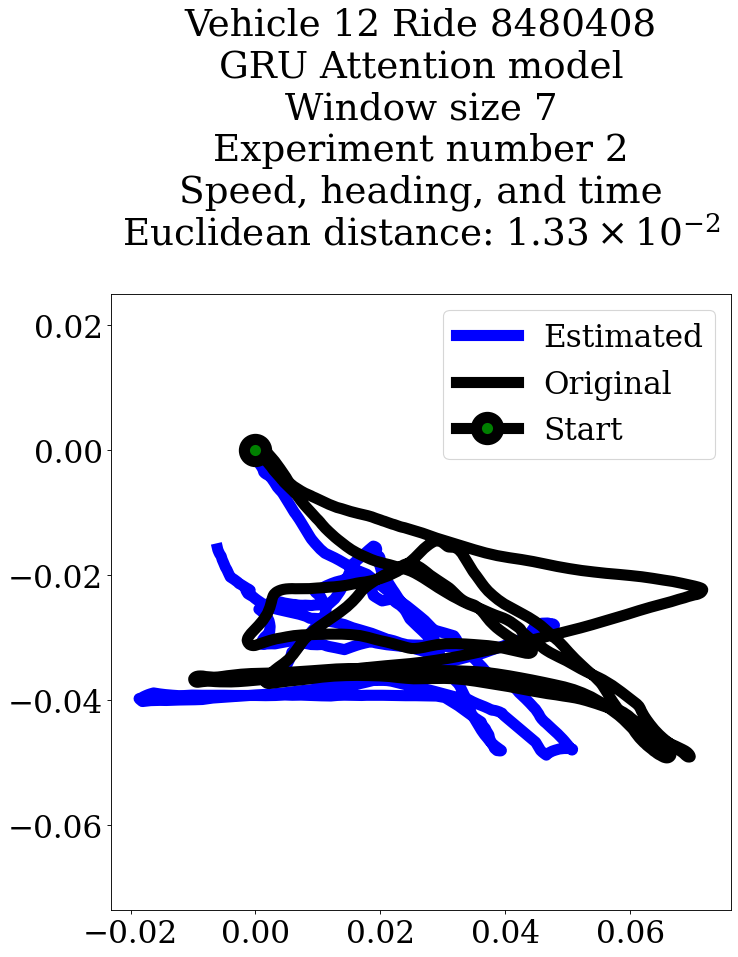 Vehicle 12 Ride 8480408
GRU Attention model
Window size 7
Experiment number 2
Speed, heading, and time
Euclidean distance: 1.33 × 10⁻²
Estimated
Original
Start
0.02
0.00
−0.02
−0.04
−0.06
−0.02 0.00 0.02 0.04 0.06